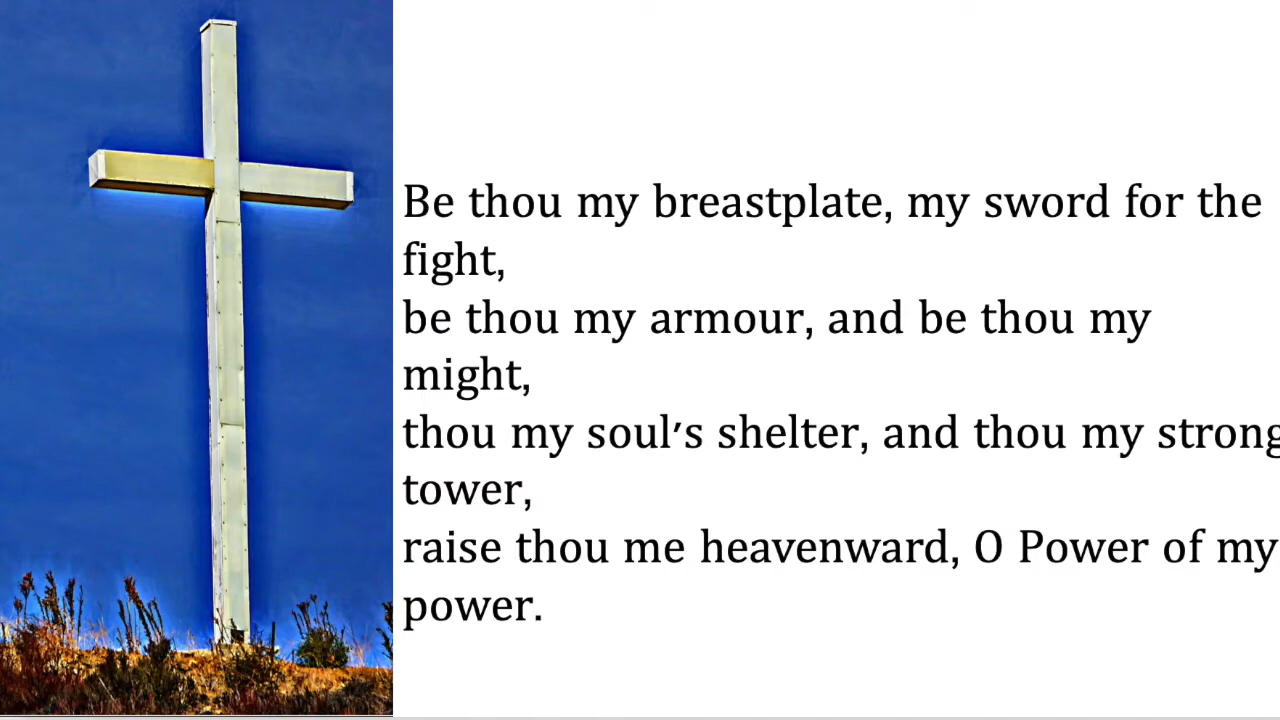 Be thou my breastplate, my sword for the
fight,
be thou my armour, and be thou my
might,
thou my soul's shelter, and thou my strong
tower,
raise thou me heavenward, O Power of my
power.